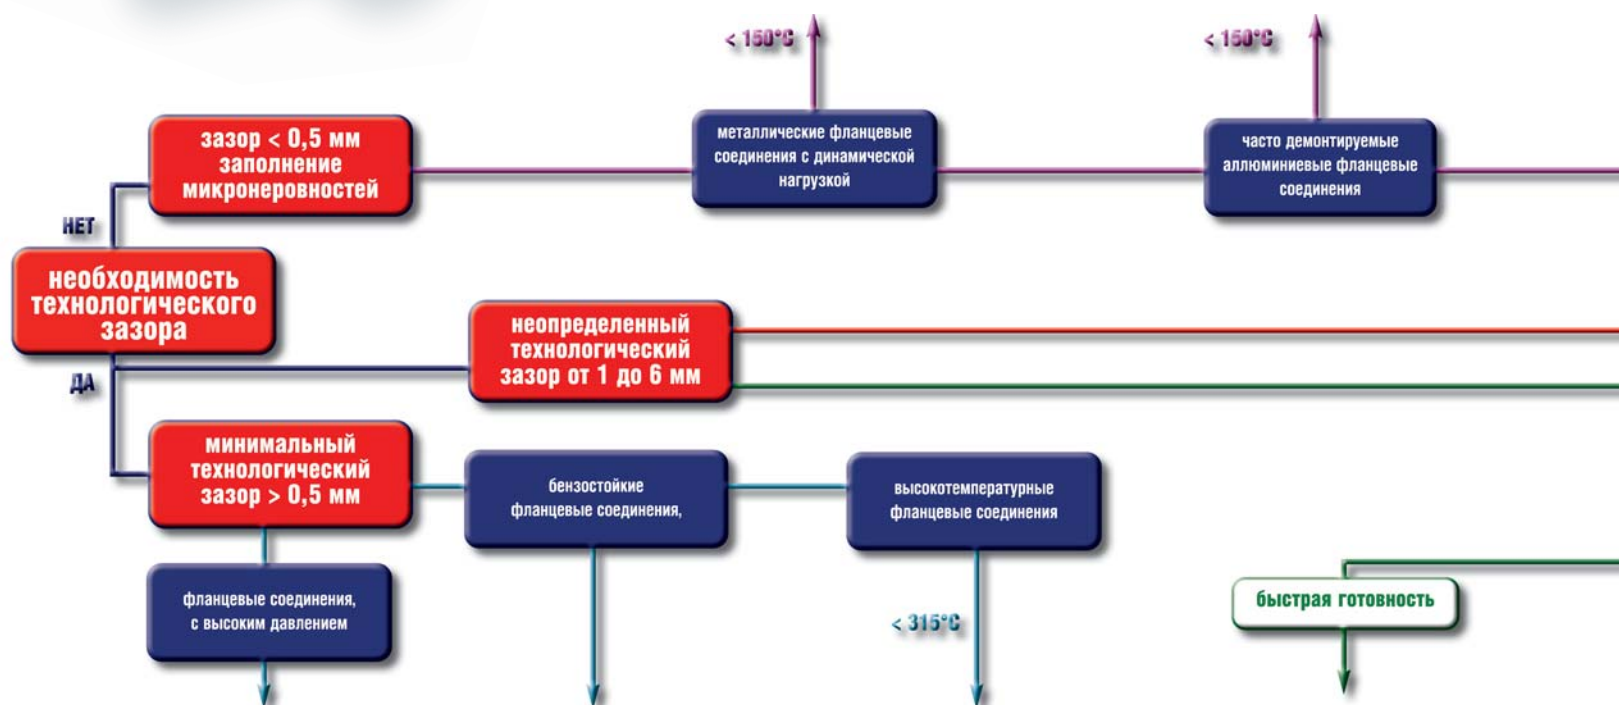 < 150°C
< 150°C
зазор < 0,5 мм
заполнение
микронеровностей
металлические фланцевые
соединения с динамической
нагрузкой
часто демонтируемые
аллюминиевые фланцевые
соединения
НЕТ
необходимость
технологического
зазора
ДА
неопределенный
технологический
зазор от 1 до 6 мм
минимальный
технологический
зазор > 0,5 мм
бензостойкие
фланцевые соединения,
высокотемпературные
фланцевые соединения
фланцевые соединения,
с высоким давлением
< 315°C
быстрая готовность